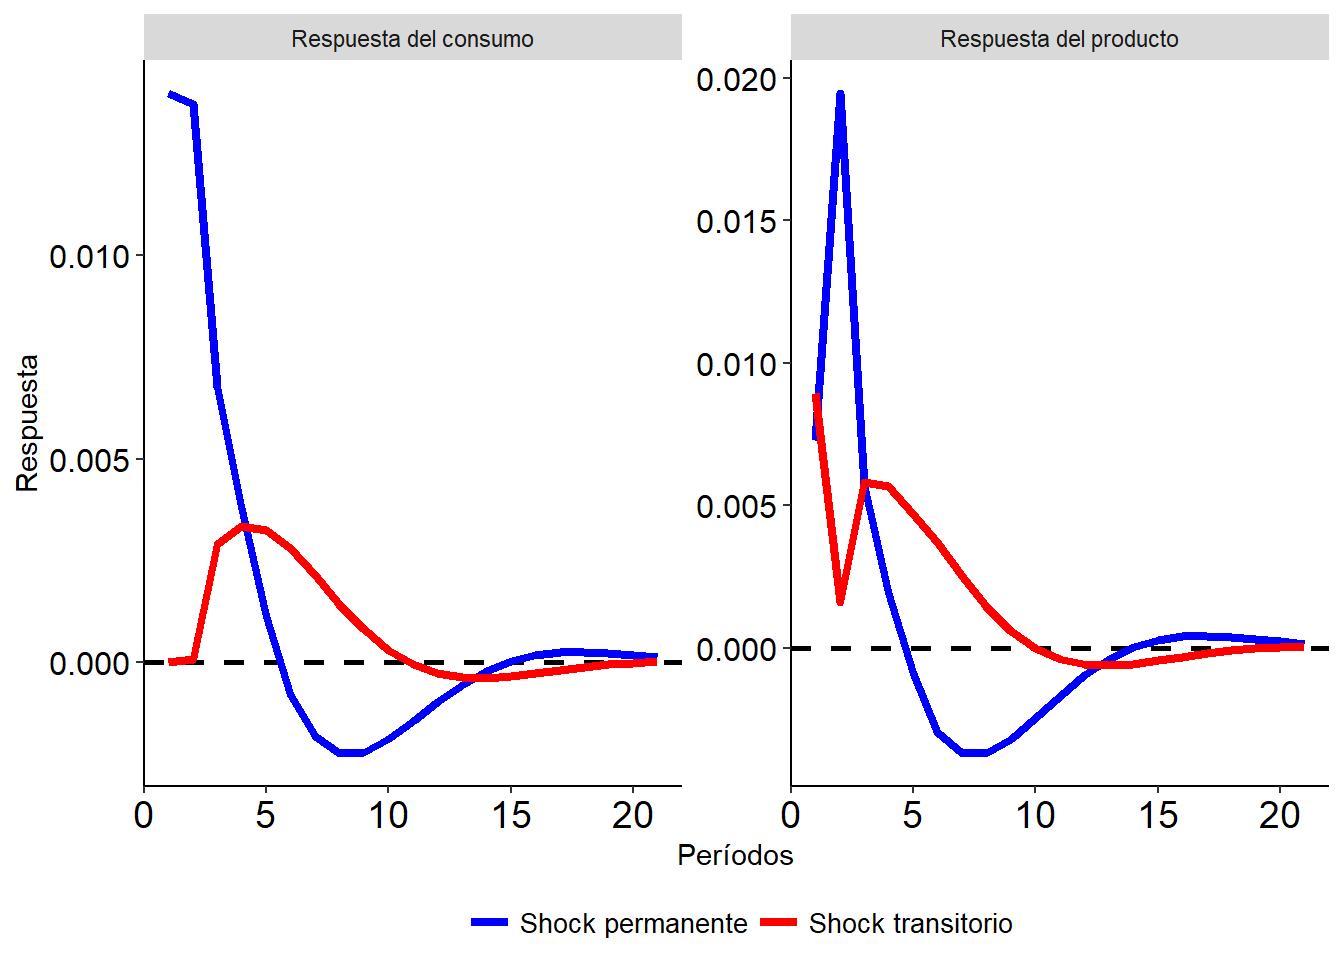 Respuesta del consumo
Respuesta del producto
Respuesta
0.010
0.005
0.000
0.020
0.015
0.010
0.005
0.000
0 5 10 15 20
0 5 10 15 20
Períodos
Shock permanente Shock transitorio